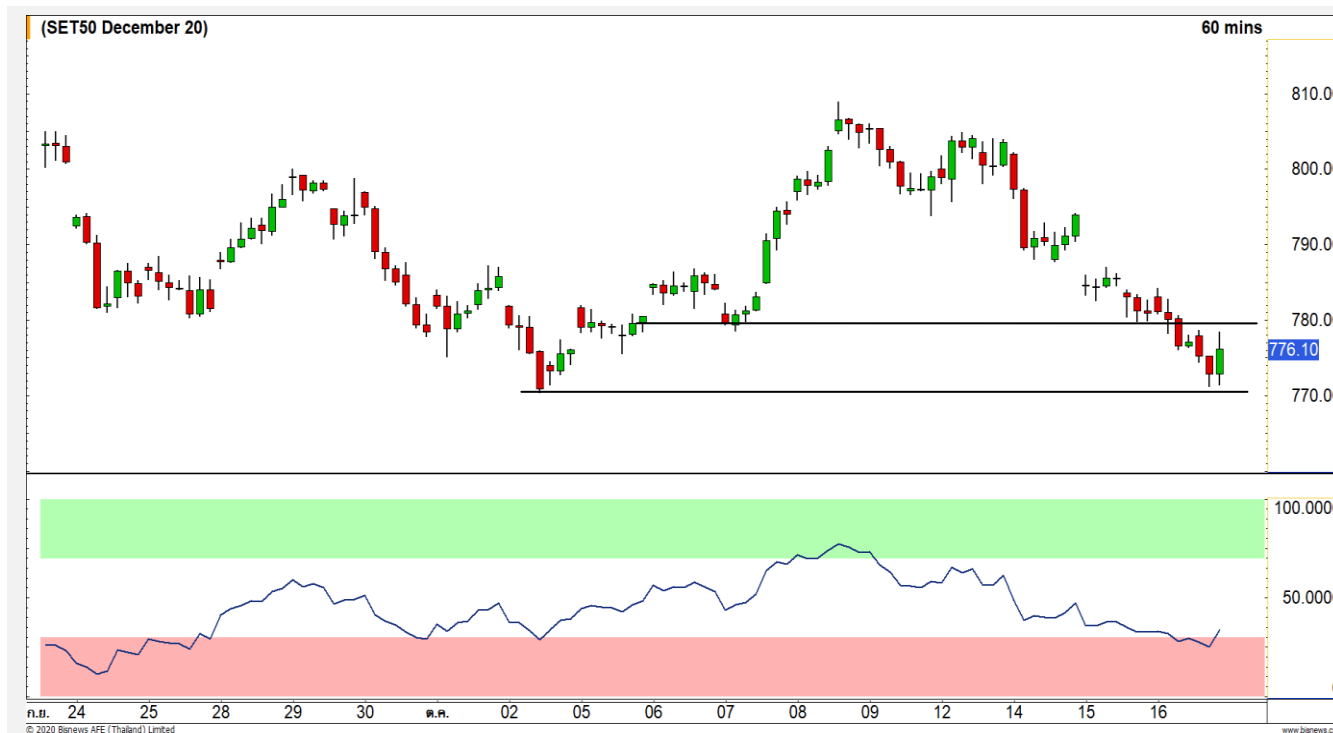 (SET50 December 20) 60 mins
810.00
800.00
790.00
780.00
776.10
770.00
100.0000
50.0000
ก.ย. 24 25 28 29 30 ต.ค. 02 05 06 07 08 09 12 14 15 16
© 2020 Bisnews AFE (Thailand) Limited www.bisnews.c